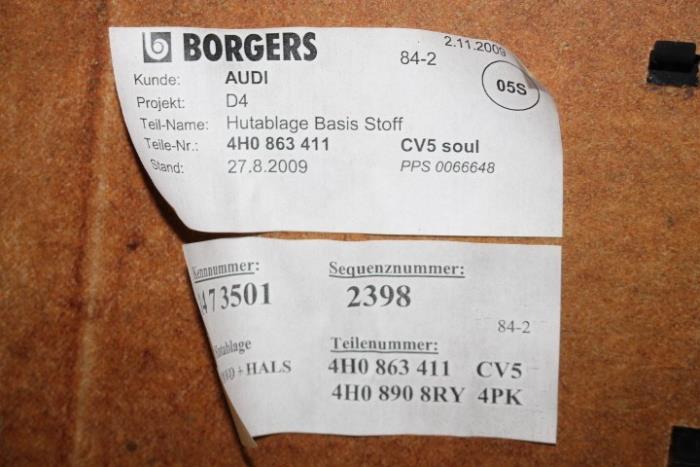 BORGERS
84-2
2.11.2009
05S
Kunde: AUDI
Projekt: D4
Teil-Name: Hutablage Basis Stoff
Teile-Nr.: 4H0 863 411 CV5 soul
Stand: 27.8.2009 PPS 0066648
Kennnummer: Sequenznummer:
473501 2398
84-2
Hutablage Teilenummer:
+ HALS 4H0 863 411 CV5
4H0 890 8RY 4PK